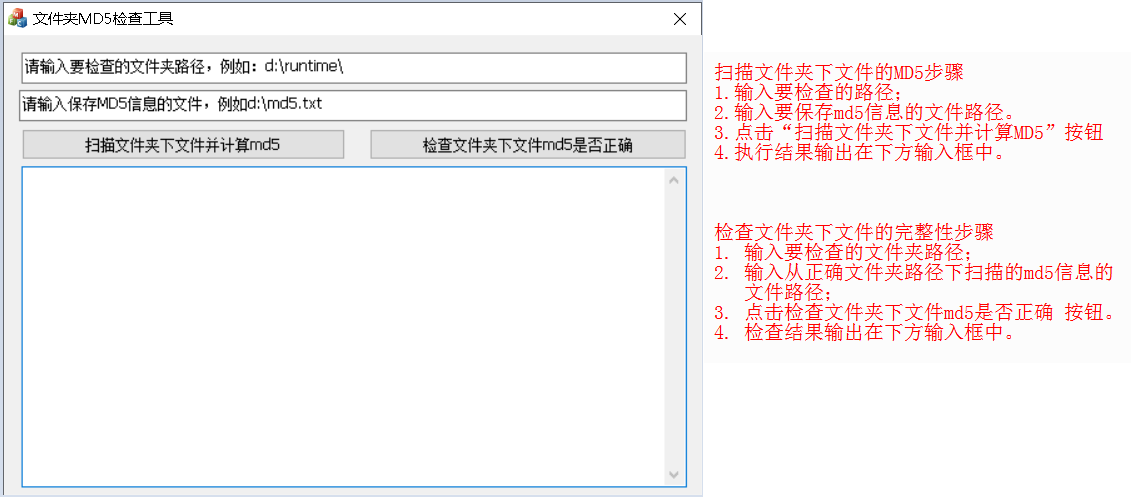 文件夹MD5检查工具
请输入要检查的文件夹路径，例如：d:\runtime\
请输入保存MD5信息的文件，例如d:\md5.txt
扫描文件夹下文件并计算md5
检查文件夹下文件md5是否正确
扫描文件夹下文件的MD5步骤
1.输入要检查的路径；
2.输入要保存md5信息的文件路径。
3.点击“扫描文件夹下文件并计算MD5”按钮
4.执行结果输出在下方输入框中。
检查文件夹下文件的完整性步骤
1. 输入要检查的文件夹路径；
2. 输入从正确文件夹路径下扫描的md5信息的
文件路径；
3. 点击检查文件夹下文件md5是否正确 按钮。
4. 检查结果输出在下方输入框中。